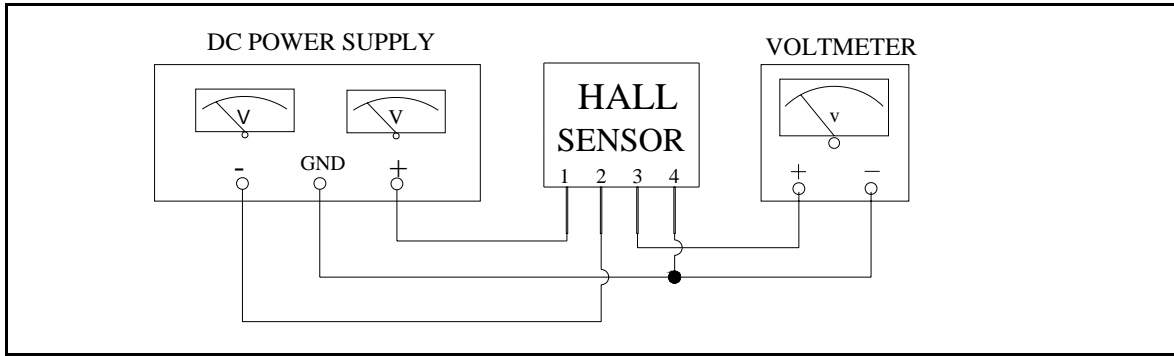 DC POWER SUPPLY
VOLTMETER
HALL
SENSOR
V
V
v
- GND +
1 2 3 4
+ −